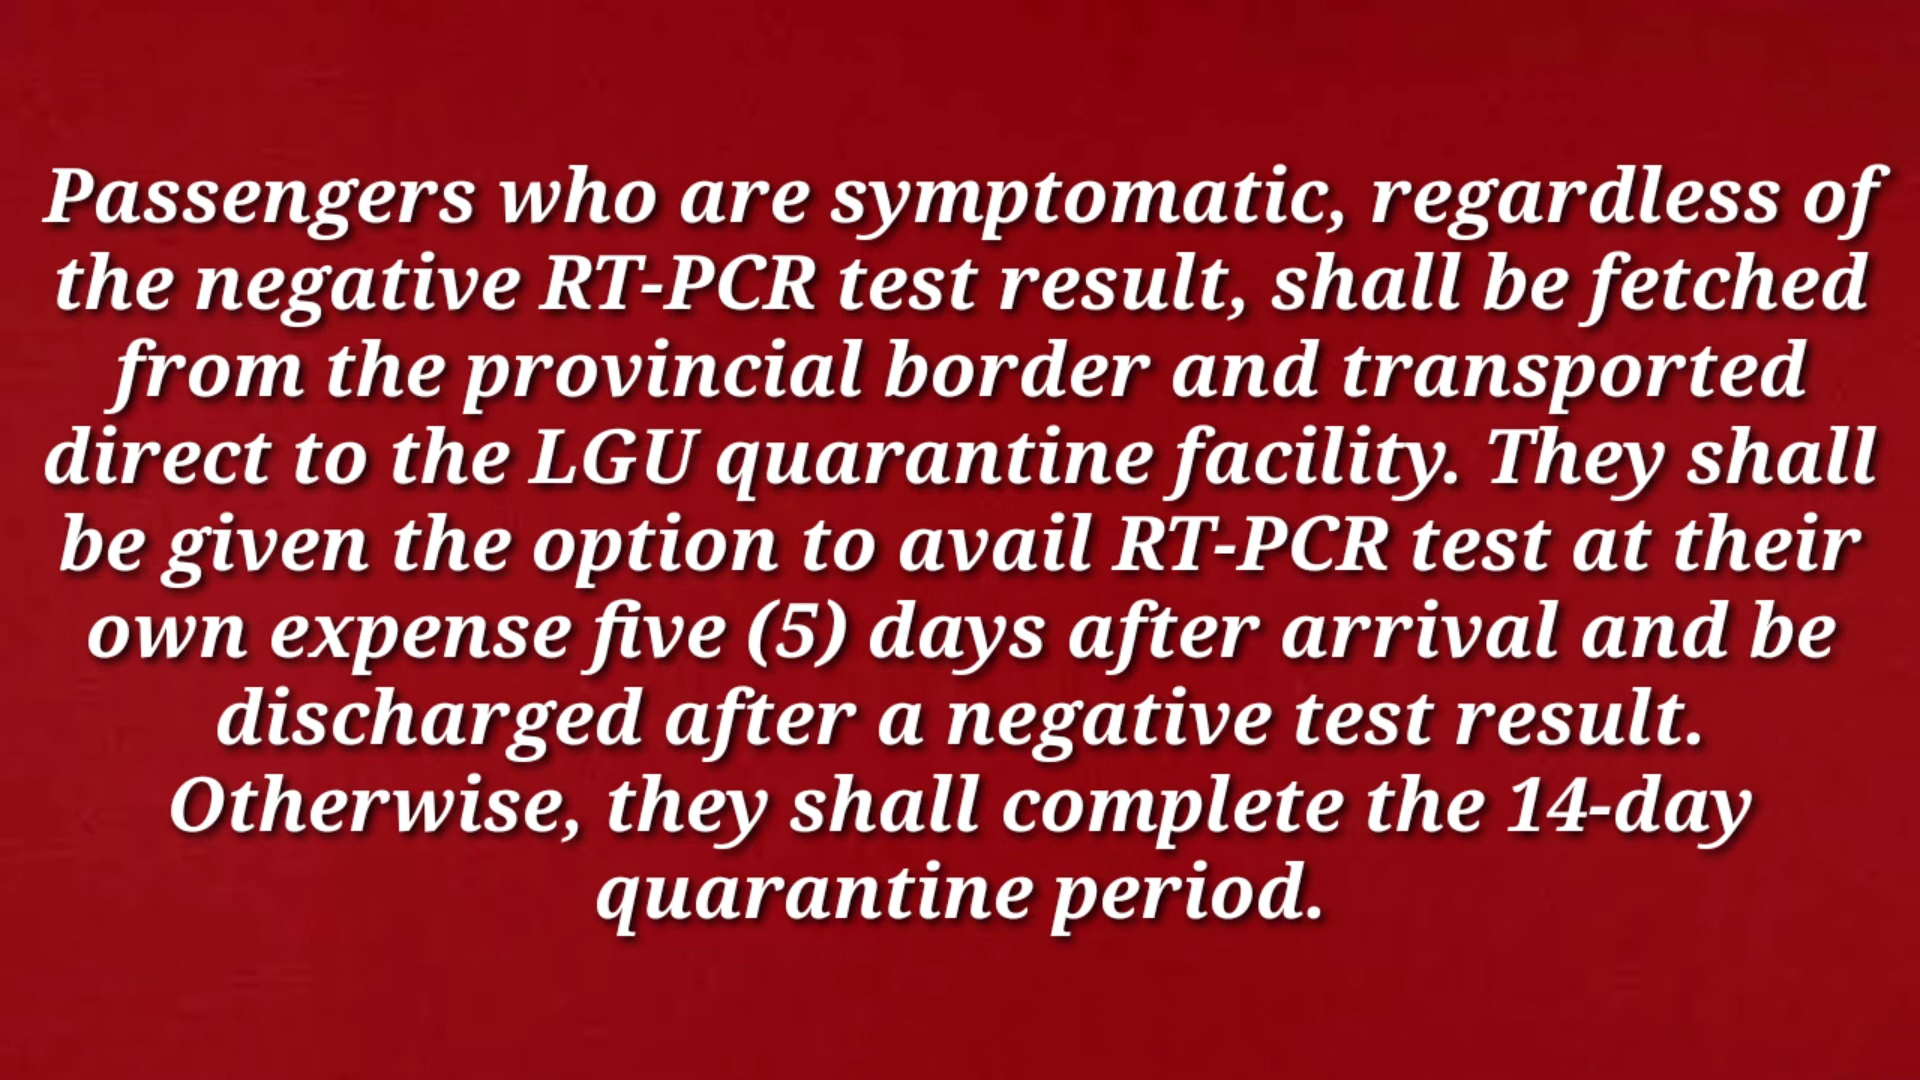 Passengers who are symptomatic, regardless of
the negative RT-PCR test result, shall be fetched
from the provincial border and transported
direct to the LGU quarantine facility. They shall
be given the option to avail RT-PCR test at their
own expense five (5) days after arrival and be
discharged after a negative test result.
Otherwise, they shall complete the 14-day
quarantine period.